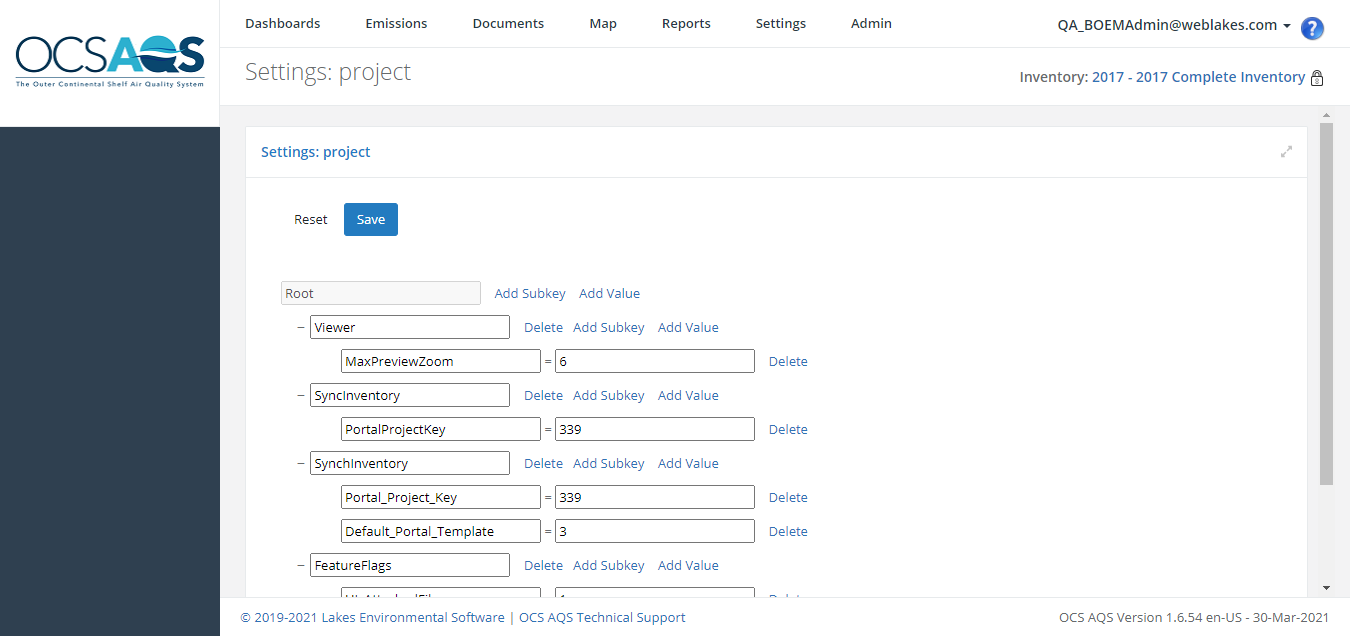 OCSAQS
The Outer Continental Shelf Air Quality System
Dashboards Emissions Documents Map Reports Settings Admin
QA_BOEMAdmin@weblakes.com ?
Settings: project
Inventory: 2017 - 2017 Complete Inventory
Settings: project
Reset Save
Root Add Subkey Add Value
− Viewer Delete Add Subkey Add Value
MaxPreviewZoom = 6 Delete
− SyncInventory Delete Add Subkey Add Value
PortalProjectKey = 339 Delete
− SynchInventory Delete Add Subkey Add Value
Portal_Project_Key = 339 Delete
Default_Portal_Template = 3 Delete
− FeatureFlags Delete Add Subkey Add Value
© 2019-2021 Lakes Environmental Software | OCS AQS Technical Support
OCS AQS Version 1.6.54 en-US - 30-Mar-2021